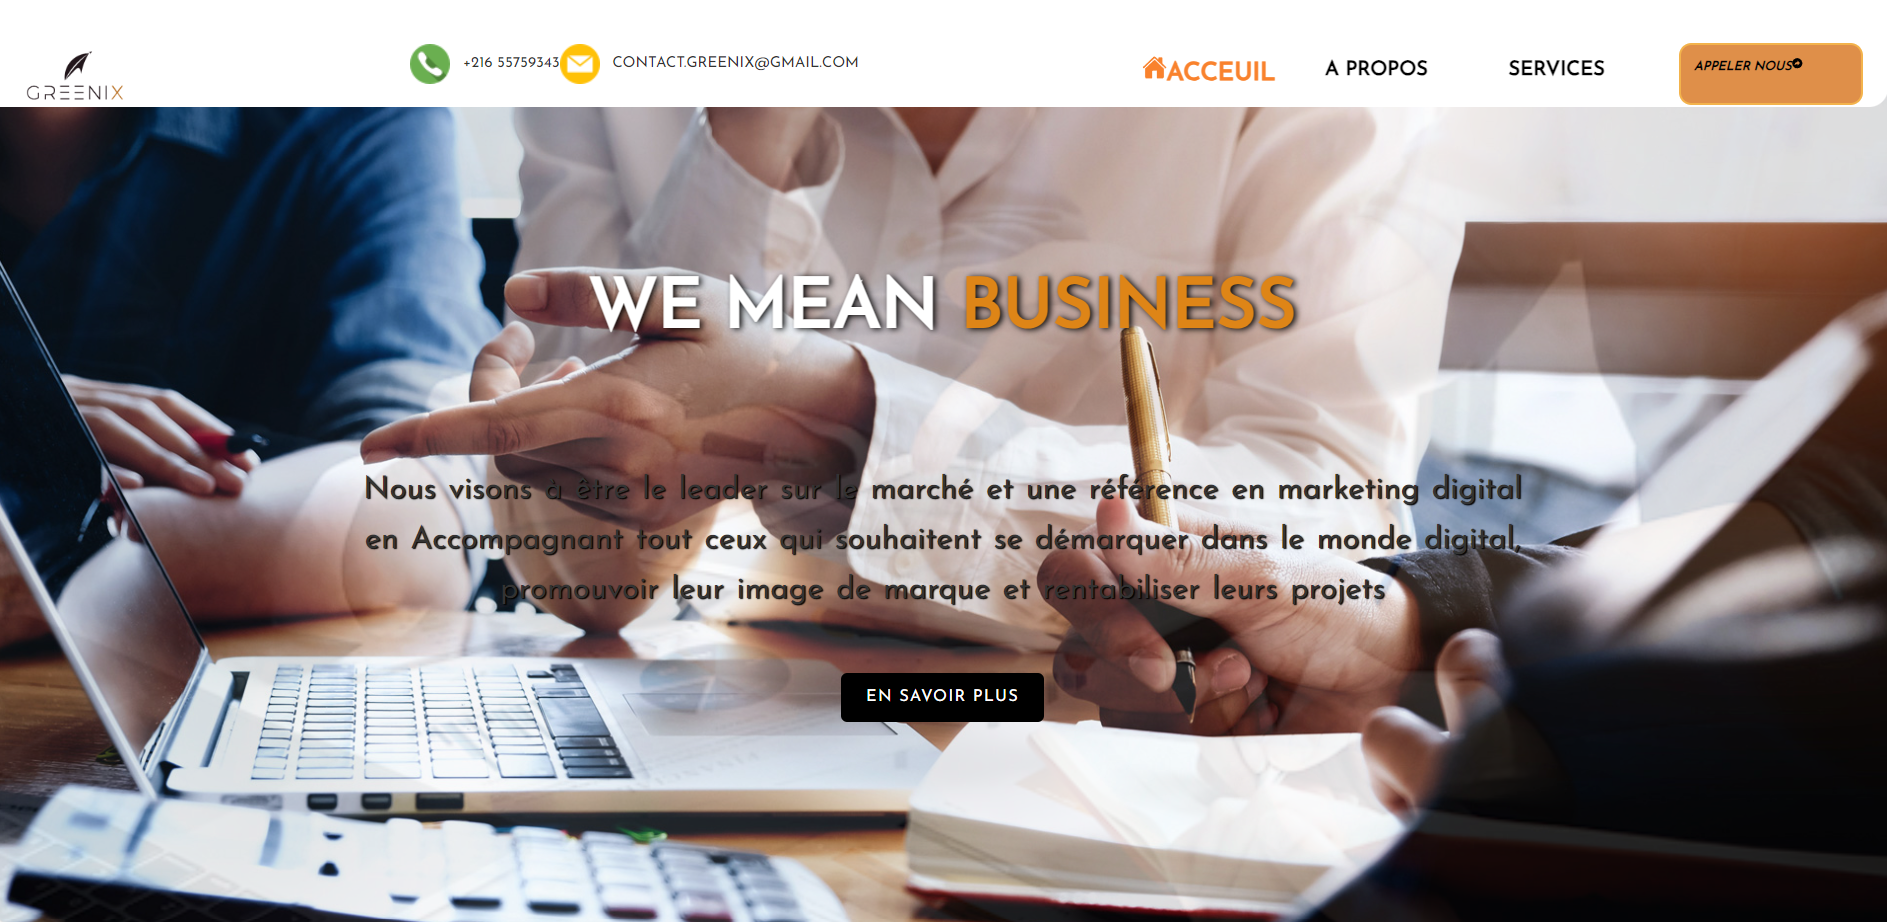 GREENIX
+216 55759343
CONTACT.GREENIX@GMAIL.COM
ACCEUIL
A PROPOS
SERVICES
APPELER NOUS
WE MEAN BUSINESS
Nous visons à être le leader sur le marché et une référence en marketing digital
en Accompagnant tout ceux qui souhaitent se démarquer dans le monde digital,
promouvoir leur image de marque et rentabiliser leurs projets
EN SAVOIR PLUS